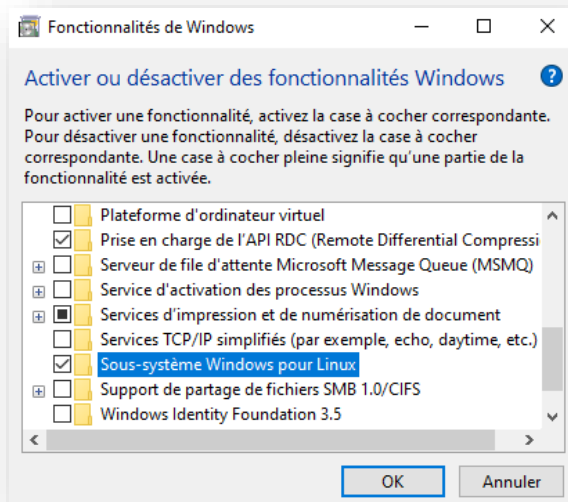 Fonctionnalités de Windows
Activer ou désactiver des fonctionnalités Windows
?
Pour activer une fonctionnalité, activez la case à cocher correspondante.
Pour désactiver une fonctionnalité, désactivez la case à cocher
correspondante. Une case à cocher pleine signifie qu'une partie de la
fonctionnalité est activée.
Plateforme d'ordinateur virtuel
Prise en charge de l'API RDC (Remote Differential Compressi
Serveur de file d'attente Microsoft Message Queue (MSMQ)
Service d'activation des processus Windows
Services d'impression et de numérisation de document
Services TCP/IP simplifiés (par exemple, echo, daytime, etc.)
Sous-système Windows pour Linux
Support de partage de fichiers SMB 1.0/CIFS
Windows Identity Foundation 3.5
OK Annuler